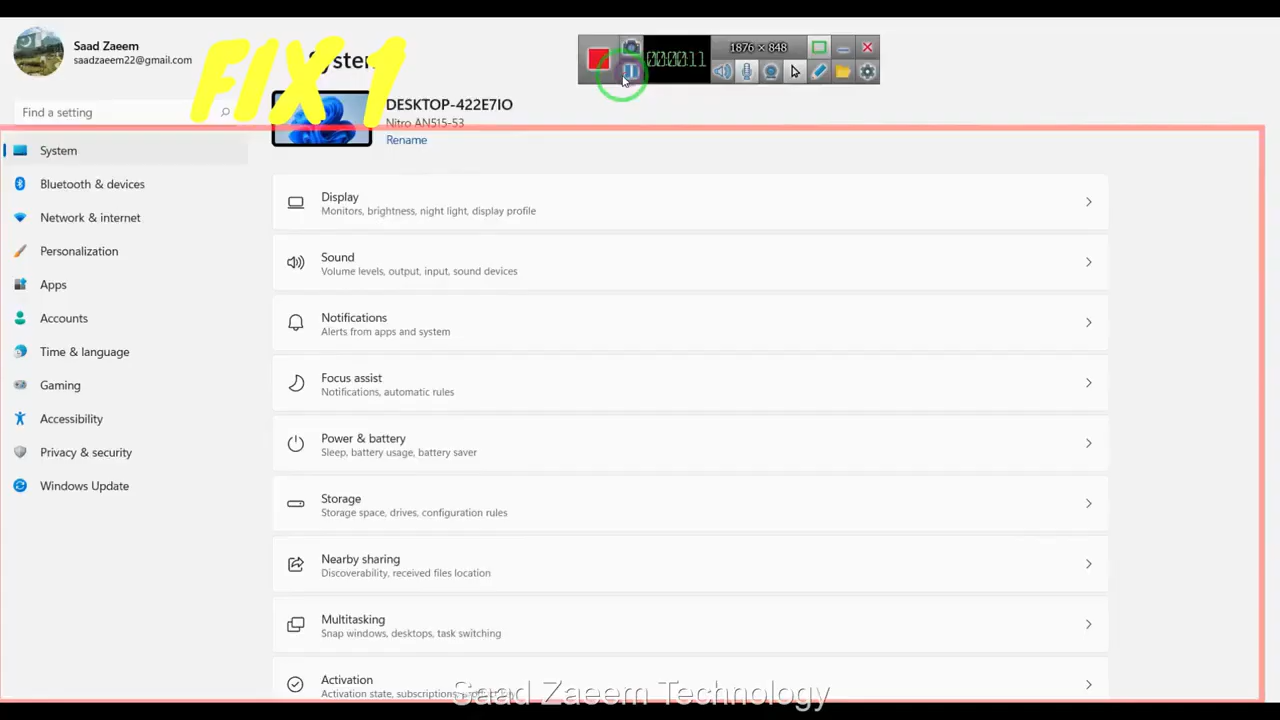 Saad Zaeem
saadzaeem22@gmail.com
FIX 1
System
00:00:11
1876 × 848
Find a setting
DESKTOP-422E7IO
Nitro AN515-53
Rename
System
Bluetooth & devices
Network & internet
Personalization
Apps
Accounts
Time & language
Gaming
Accessibility
Privacy & security
Windows Update
Display
Monitors, brightness, night light, display profile
Sound
Volume levels, output, input, sound devices
Notifications
Alerts from apps and system
Focus assist
Notifications, automatic rules
Power & battery
Sleep, battery usage, battery saver
Storage
Storage space, drives, configuration rules
Nearby sharing
Discoverability, received files location
Multitasking
Snap windows, desktops, task switching
Activation
Activation state, subscriptions,
Saad Zaeem Technology